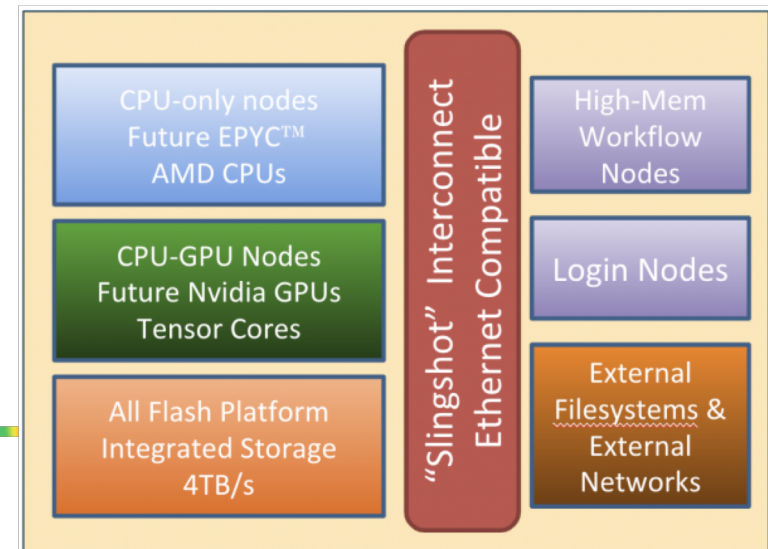 CPU-only nodes
Future EPYC™
AMD CPUs
CPU-GPU Nodes
Future Nvidia GPUs
Tensor Cores
All Flash Platform
Integrated Storage
4TB/s
“Slingshot” Interconnect
Ethernet Compatible
High-Mem
Workflow
Nodes
Login Nodes
External
Filesystems &
External
Networks